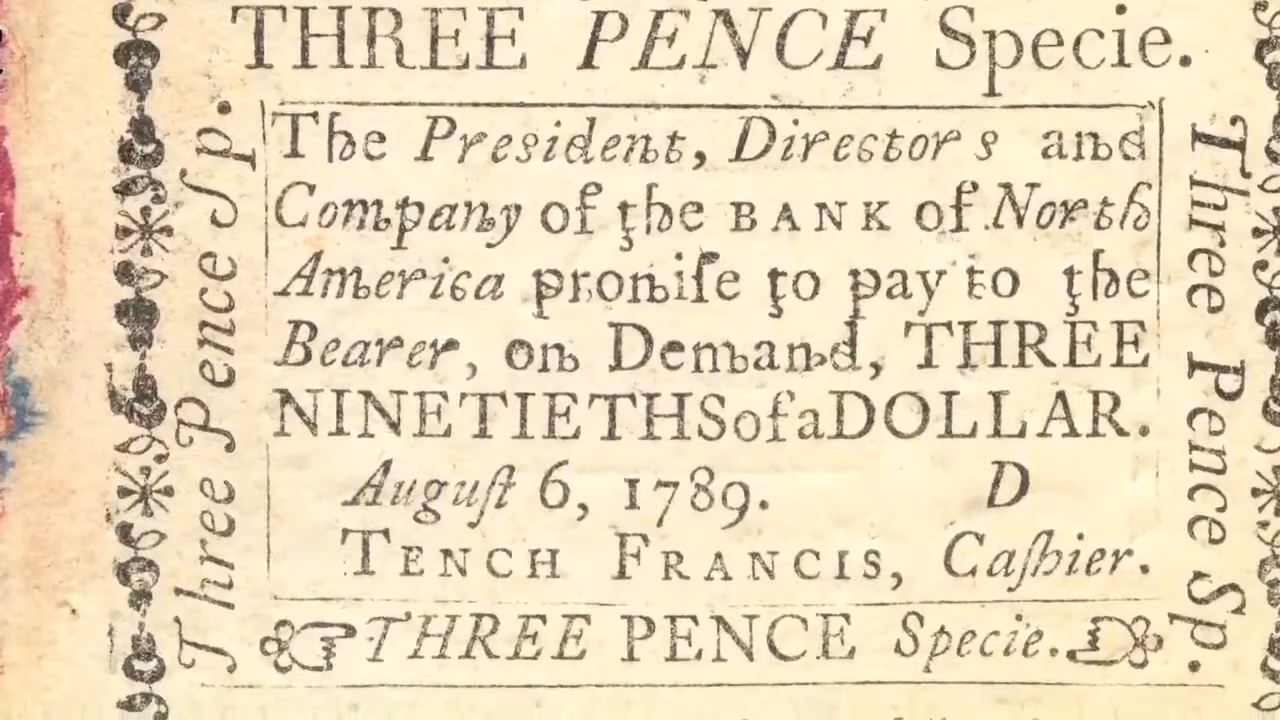 THREE PENCE Specie.
Three Pence Sp.
The President, Directors and
Company of the BANK of North
America promiſe to pay to the
Bearer, on Demand, THREE
NINETIETHS of a DOLLAR.
Auguſt 6, 1789. D
TENCH FRANCIS, Caſhier.
THREE PENCE Specie.
Three Pence Sp.